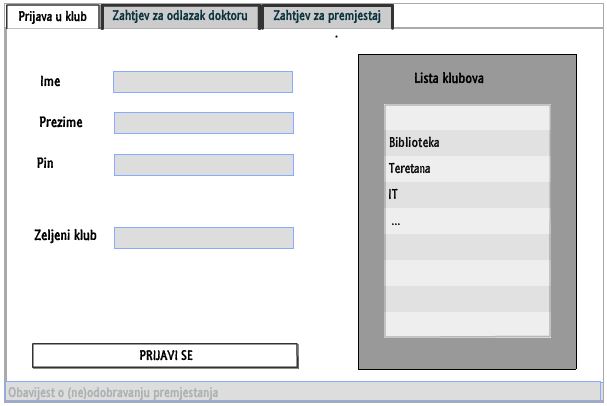 Prijava u klub
Zahtjev za odlazak doktoru
Zahtjev za premjestaj
Ime
Prezime
Pin
Zeljeni klub
PRIJAVI SE
Lista klubova
Biblioteka
Teretana
IT
...
Obavijest o (ne)odobravanju premjestanja